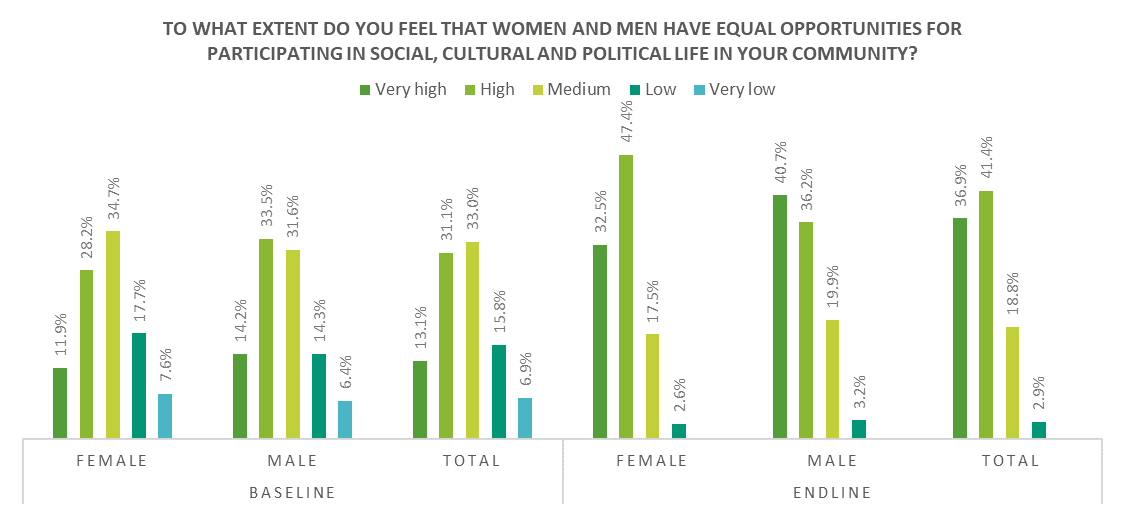 TO WHAT EXTENT DO YOU FEEL THAT WOMEN AND MEN HAVE EQUAL OPPORTUNITIES FOR
PARTICIPATING IN SOCIAL, CULTURAL AND POLITICAL LIFE IN YOUR COMMUNITY?
Very high High Medium Low Very low
11.9% 28.2% 34.7% 17.7% 7.6% 14.2% 33.5% 31.6% 14.3% 6.4% 13.1% 31.1% 33.0% 15.8% 6.9% 32.5% 47.4% 17.5% 2.6% 40.7% 36.2% 19.9% 3.2% 36.9% 41.4% 18.8% 2.9%
FEMALE MALE TOTAL FEMALE MALE TOTAL
BASELINE ENDLINE